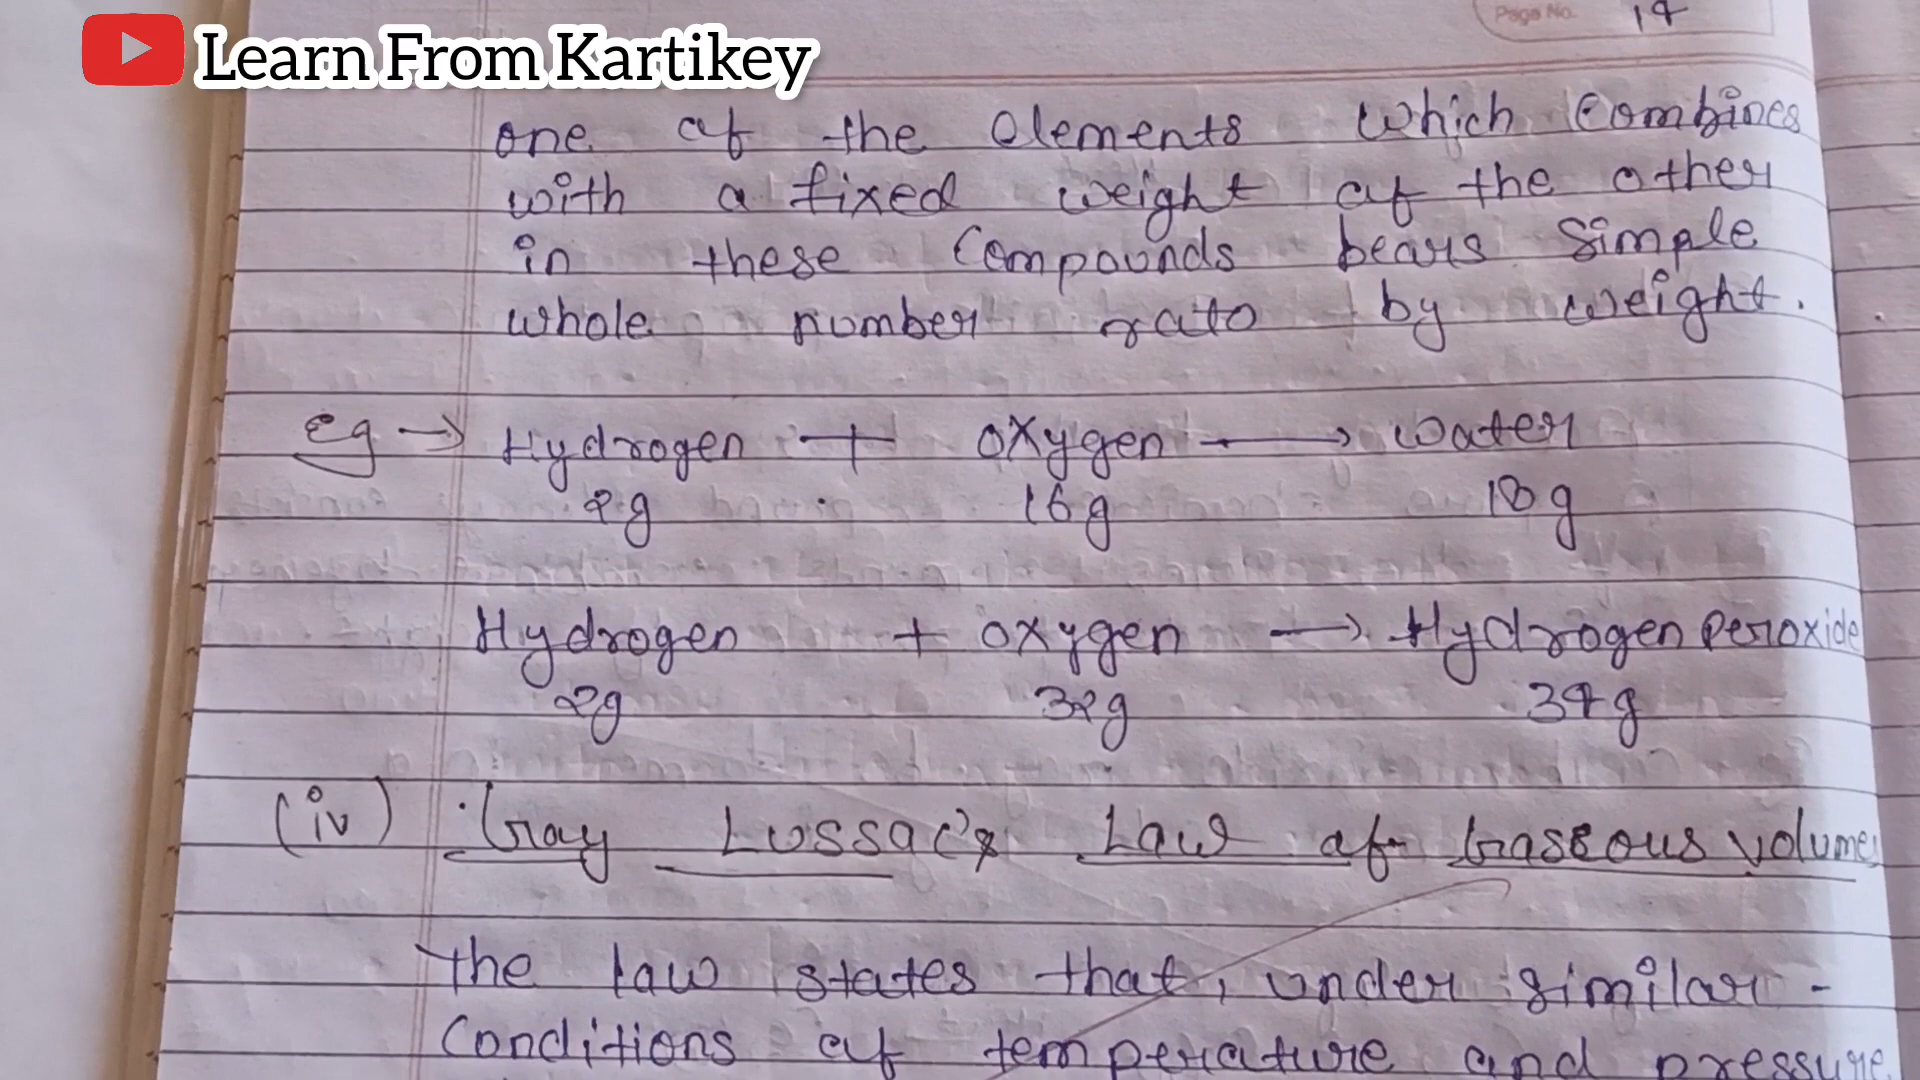 Learn From Kartikey
Page No. 14
one of the elements which combines
with a fixed weight of the other
in these compounds bears simple
whole number rato by weight.
eg → Hydrogen + oxygen → water
2g 16g 18g
Hydrogen + oxygen → Hydrogen peroxide
2g 32g 34g
(iv) Gay Lussac's Law of Gaseous volume
The law states that, under similar -
conditions of temperature and pressure